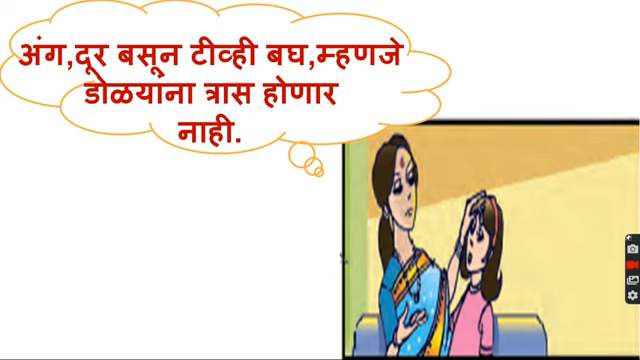 अंग,दूर बसून टीव्ही बघ,म्हणजे
डोळयांना त्रास होणार
नाही.